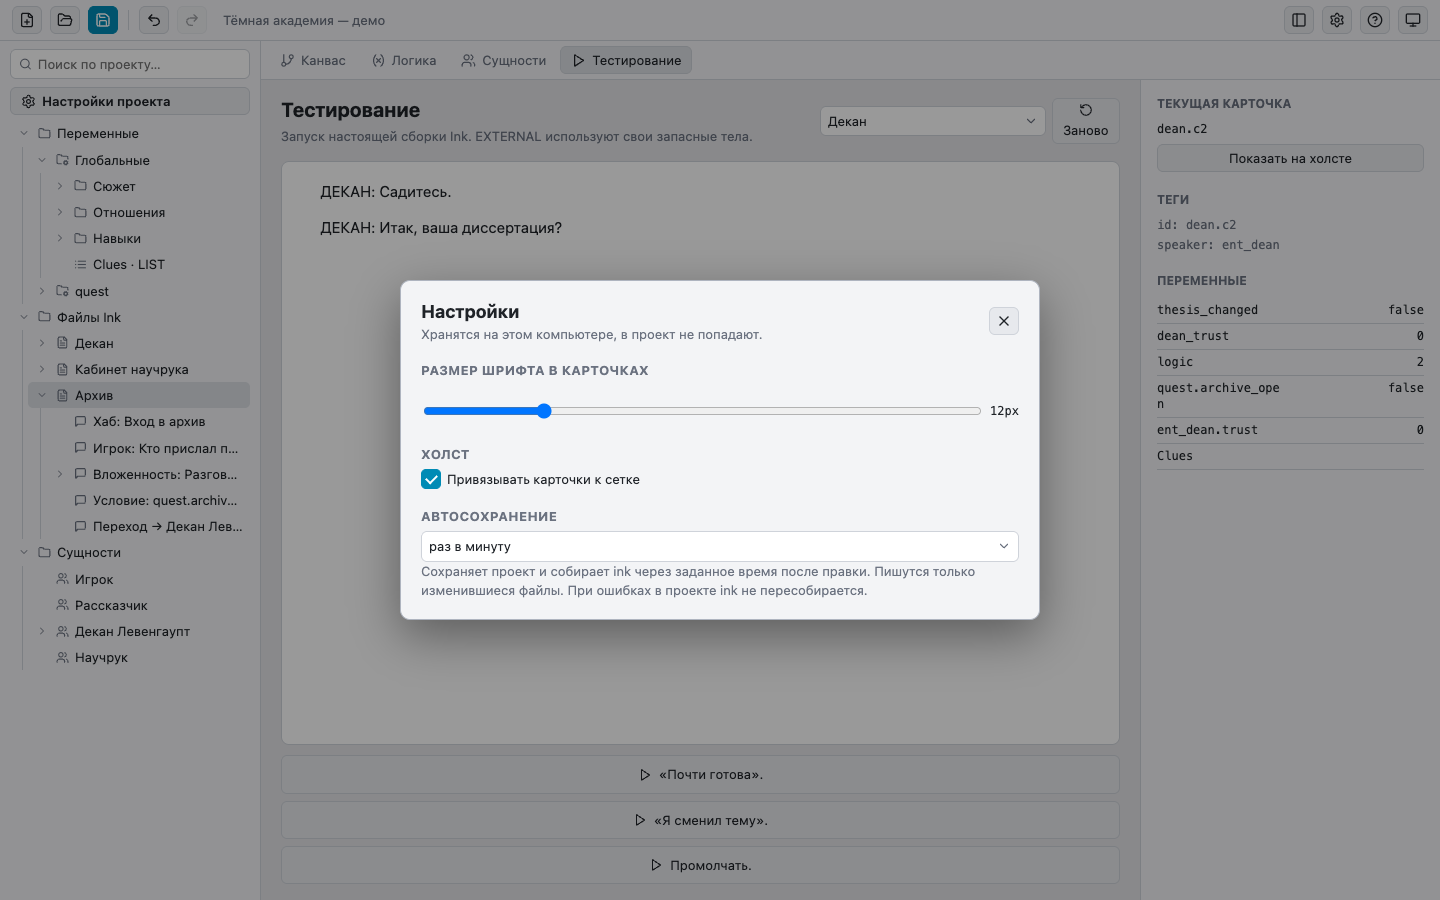 Тёмная академия — демо
Поиск по проекту...
Настройки проекта
Переменные
Глобальные
Сюжет
Отношения
Навыки
Clues · LIST
quest
Файлы Ink
Декан
Кабинет научрука
Архив
Хаб: Вход в архив
Игрок: Кто прислал п...
Вложенность: Разгов...
Условие: quest.archiv...
Переход → Декан Лев...
Сущности
Игрок
Рассказчик
Декан Левенгаупт
Научрук
Канвас
Логика
Сущности
Тестирование
Тестирование
Запуск настоящей сборки Ink. EXTERNAL используют свои запасные тела.
Декан
Заново
ДЕКАН: Садитесь.
ДЕКАН: Итак, ваша диссертация?
Настройки
Хранятся на этом компьютере, в проект не попадают.
РАЗМЕР ШРИФТА В КАРТОЧКАХ
12px
ХОЛСТ
Привязывать карточки к сетке
АВТОСОХРАНЕНИЕ
раз в минуту
Сохраняет проект и собирает ink через заданное время после правки. Пишутся только
изменившиеся файлы. При ошибках в проекте ink не пересобирается.
«Почти готова».
«Я сменил тему».
Промолчать.
ТЕКУЩАЯ КАРТОЧКА
dean.c2
Показать на холсте
ТЕГИ
id: dean.c2
speaker: ent_dean
ПЕРЕМЕННЫЕ
thesis_changed false
dean_trust 0
logic 2
quest.archive_ope false
n
ent_dean.trust 0
Clues